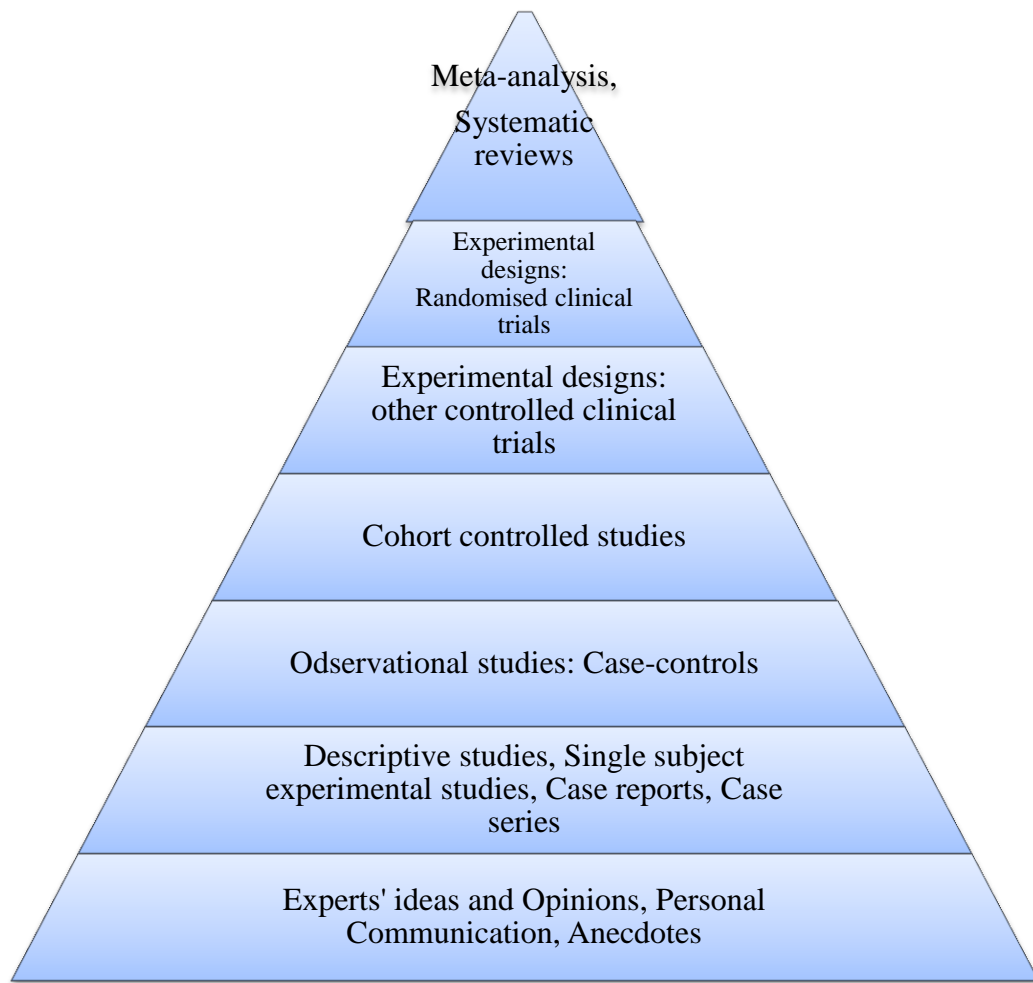 Meta-analysis,
Systematic
reviews
Experimental
designs:
Randomised clinical
trials
Experimental designs:
other controlled clinical
trials
Cohort controlled studies
Odservational studies: Case-controls
Descriptive studies, Single subject
experimental studies, Case reports, Case
series
Experts' ideas and Opinions, Personal
Communication, Anecdotes